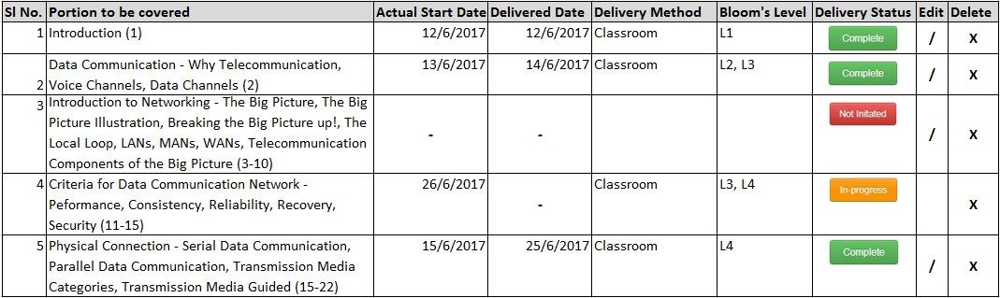 Sl No. Portion to be covered Actual Start Date Delivered Date Delivery Method Bloom's Level Delivery Status Edit Delete
1 Introduction (1) 12/6/2017 12/6/2017 Classroom L1 Complete / X
2 Data Communication - Why Telecommunication, 13/6/2017 14/6/2017 Classroom L2, L3 Complete / X
Voice Channels, Data Channels (2)
3 Introduction to Networking - The Big Picture, The Big - - Not Initated / X
Picture Illustration, Breaking the Big Picture up!, The
Local Loop, LANs, MANs, WANs, Telecommunication
Components of the Big Picture (3-10)
4 Criteria for Data Communication Network - 26/6/2017 - Classroom L3, L4 In-progress X
Peformance, Consistency, Reliability, Recovery,
Security (11-15)
5 Physical Connection - Serial Data Communication, 15/6/2017 25/6/2017 Classroom L4 Complete / X
Parallel Data Communication, Transmission Media
Categories, Transmission Media Guided (15-22)